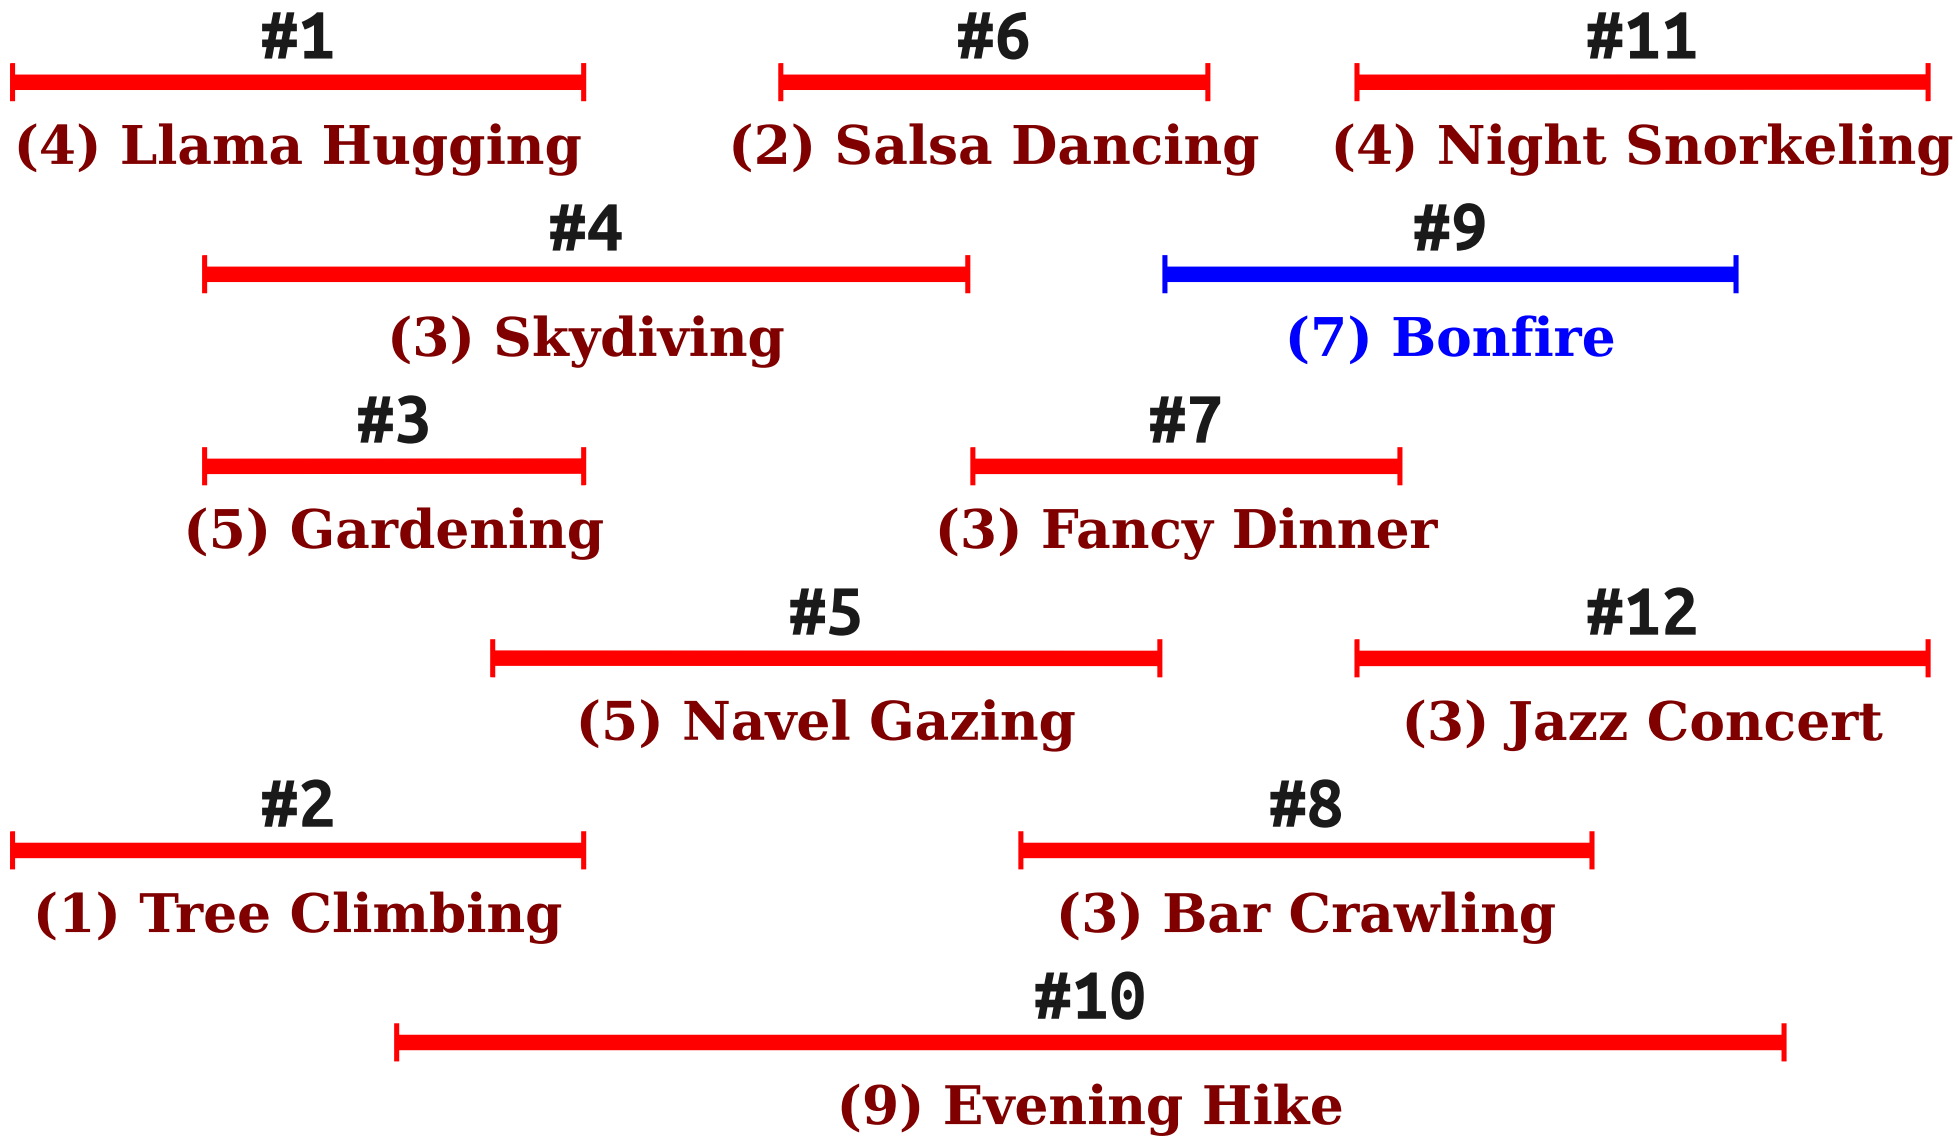 #1 #6 #11
(4) Llama Hugging (2) Salsa Dancing (4) Night Snorkeling
#4 #9
(3) Skydiving (7) Bonfire
#3 #7
(5) Gardening (3) Fancy Dinner
#5 #12
(5) Navel Gazing (3) Jazz Concert
#2 #8
(1) Tree Climbing (3) Bar Crawling
#10
(9) Evening Hike